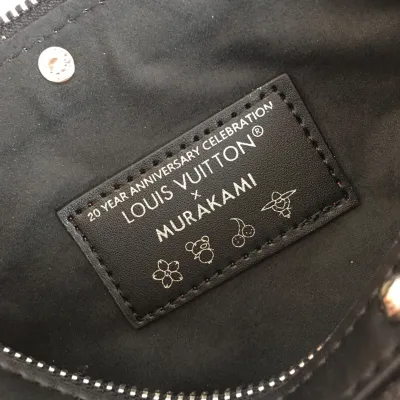 20 YEAR ANNIVERSARY CELEBRATION
LOUIS VUITTON®
×
MURAKAMI